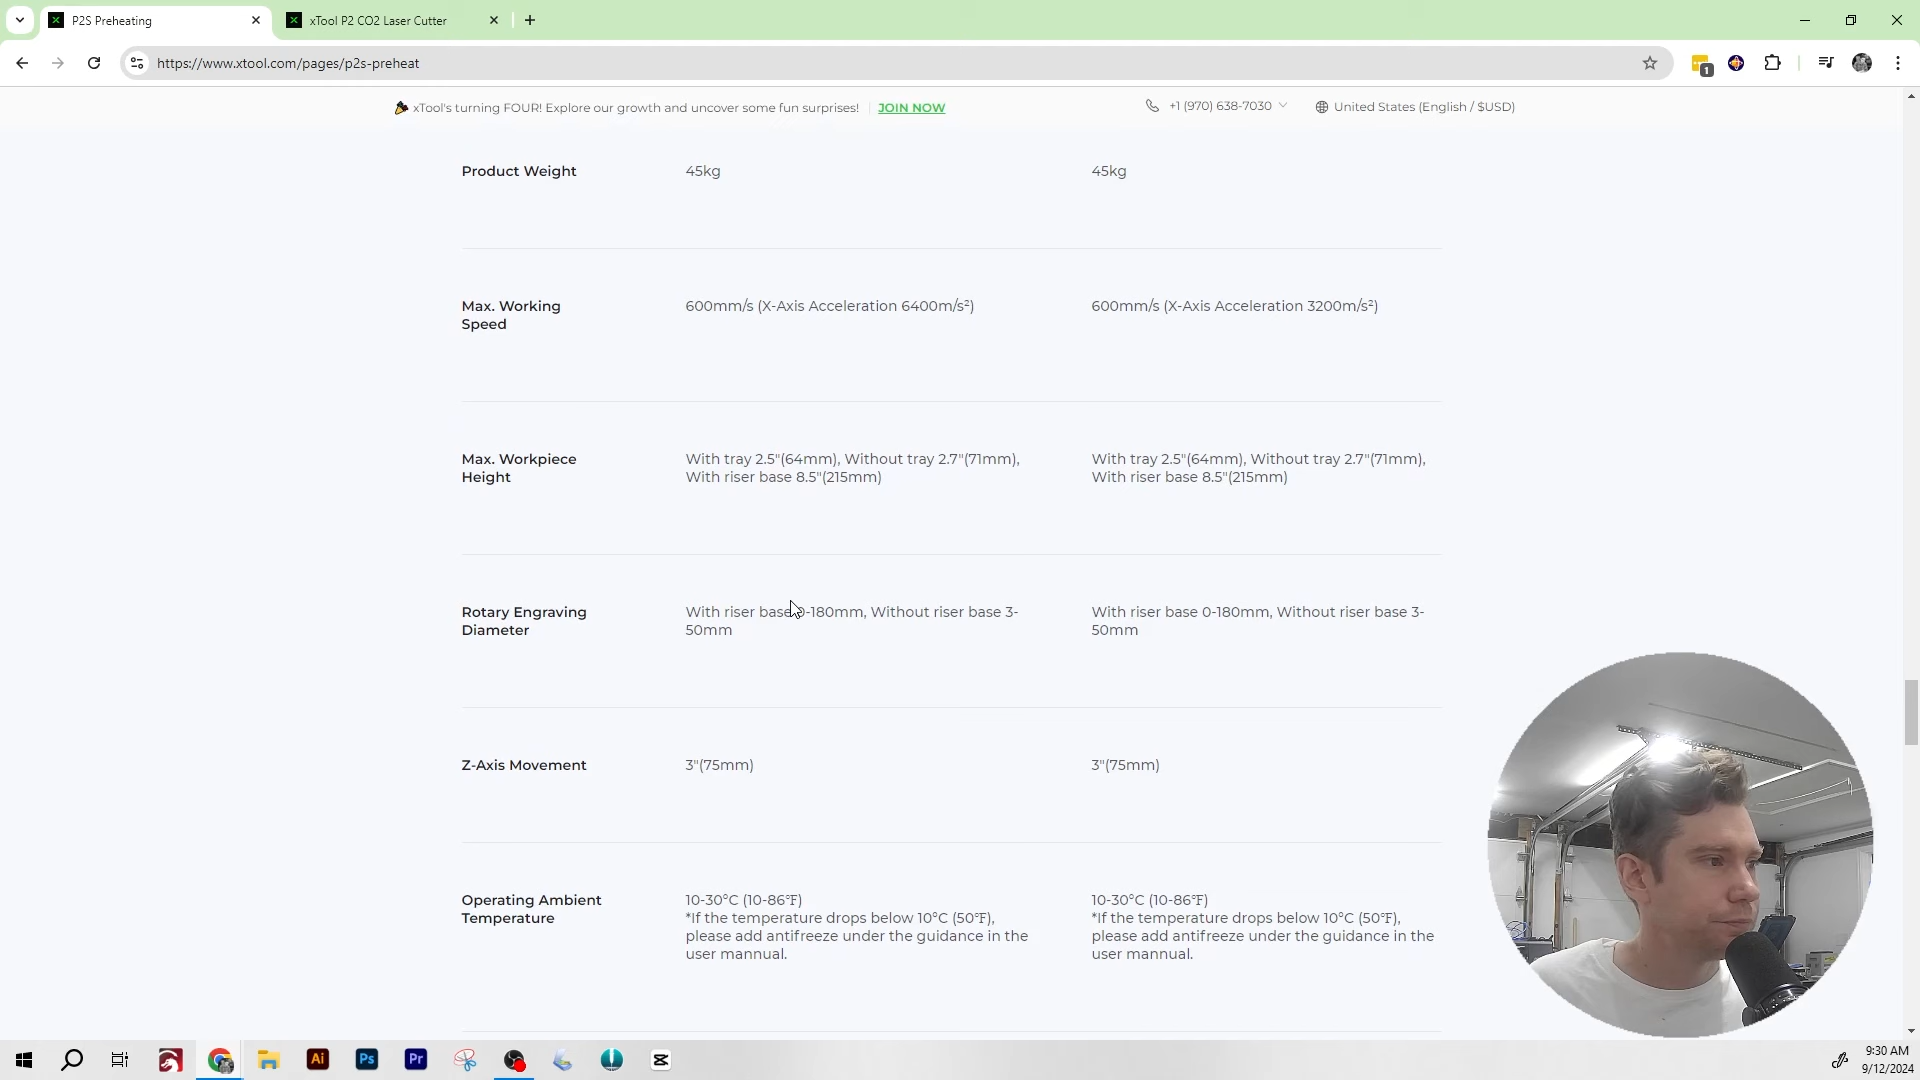 P2S Preheating
xTool P2 CO2 Laser Cutter
https://www.xtool.com/pages/p2s-preheat
1
xTool's turning FOUR! Explore our growth and uncover some fun surprises! JOIN NOW
+1 (970) 638-7030
United States (English / $USD)
Product Weight
45kg
45kg
Max. Working
Speed
600mm/s (X-Axis Acceleration 6400m/s²)
600mm/s (X-Axis Acceleration 3200m/s²)
Max. Workpiece
Height
With tray 2.5"(64mm), Without tray 2.7"(71mm),
With riser base 8.5"(215mm)
With tray 2.5"(64mm), Without tray 2.7"(71mm),
With riser base 8.5"(215mm)
Rotary Engraving
Diameter
With riser base 0-180mm, Without riser base 3-
50mm
With riser base 0-180mm, Without riser base 3-
50mm
Z-Axis Movement
3"(75mm)
3"(75mm)
Operating Ambient
Temperature
10-30°C (10-86℉)
*If the temperature drops below 10°C (50℉),
please add antifreeze under the guidance in the
user mannual.
10-30°C (10-86℉)
*If the temperature drops below 10°C (50℉),
please add antifreeze under the guidance in the
user mannual.
Ai
Ps
Pr
9:30 AM
9/12/2024